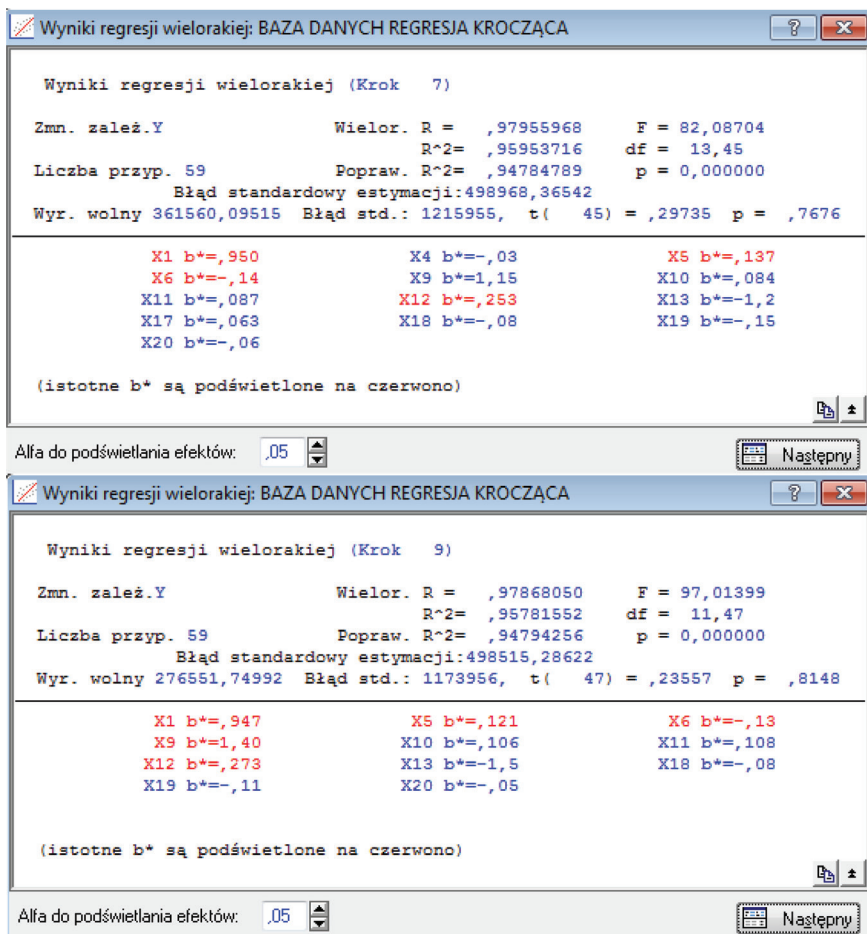 Wyniki regresji wielorakiej: BAZA DANYCH REGRESJA KROCZĄCA
Wyniki regresji wielorakiej (Krok 7)
Zmn. zależ.Y Wielor. R = ,97955968 F = 82,08704
R^2= ,95953716 df = 13,45
Liczba przyp. 59 Popraw. R^2= ,94784789 p = 0,000000
Błąd standardowy estymacji:498968,36542
Wyr. wolny 361560,09515 Błąd std.: 1215955, t( 45) = ,29735 p = ,7676
X1 b*=,950 X4 b*=-,03 X5 b*=,137
X6 b*=-,14 X9 b*=1,15 X10 b*=,084
X11 b*=,087 X12 b*=,253 X13 b*=-1,2
X17 b*=,063 X18 b*=-,08 X19 b*=-,15
X20 b*=-,06
(istotne b* są podświetlone na czerwono)
Alfa do podświetlania efektów: ,05 Następny
Wyniki regresji wielorakiej: BAZA DANYCH REGRESJA KROCZĄCA
Wyniki regresji wielorakiej (Krok 9)
Zmn. zależ.Y Wielor. R = ,97868050 F = 97,01399
R^2= ,95781552 df = 11,47
Liczba przyp. 59 Popraw. R^2= ,94794256 p = 0,000000
Błąd standardowy estymacji:498515,28622
Wyr. wolny 276551,74992 Błąd std.: 1173956, t( 47) = ,23557 p = ,8148
X1 b*=,947 X5 b*=,121 X6 b*=-,13
X9 b*=1,40 X10 b*=,106 X11 b*=,108
X12 b*=,273 X13 b*=-1,5 X18 b*=-,08
X19 b*=-,11 X20 b*=-,05
(istotne b* są podświetlone na czerwono)
Alfa do podświetlania efektów: ,05 Następny